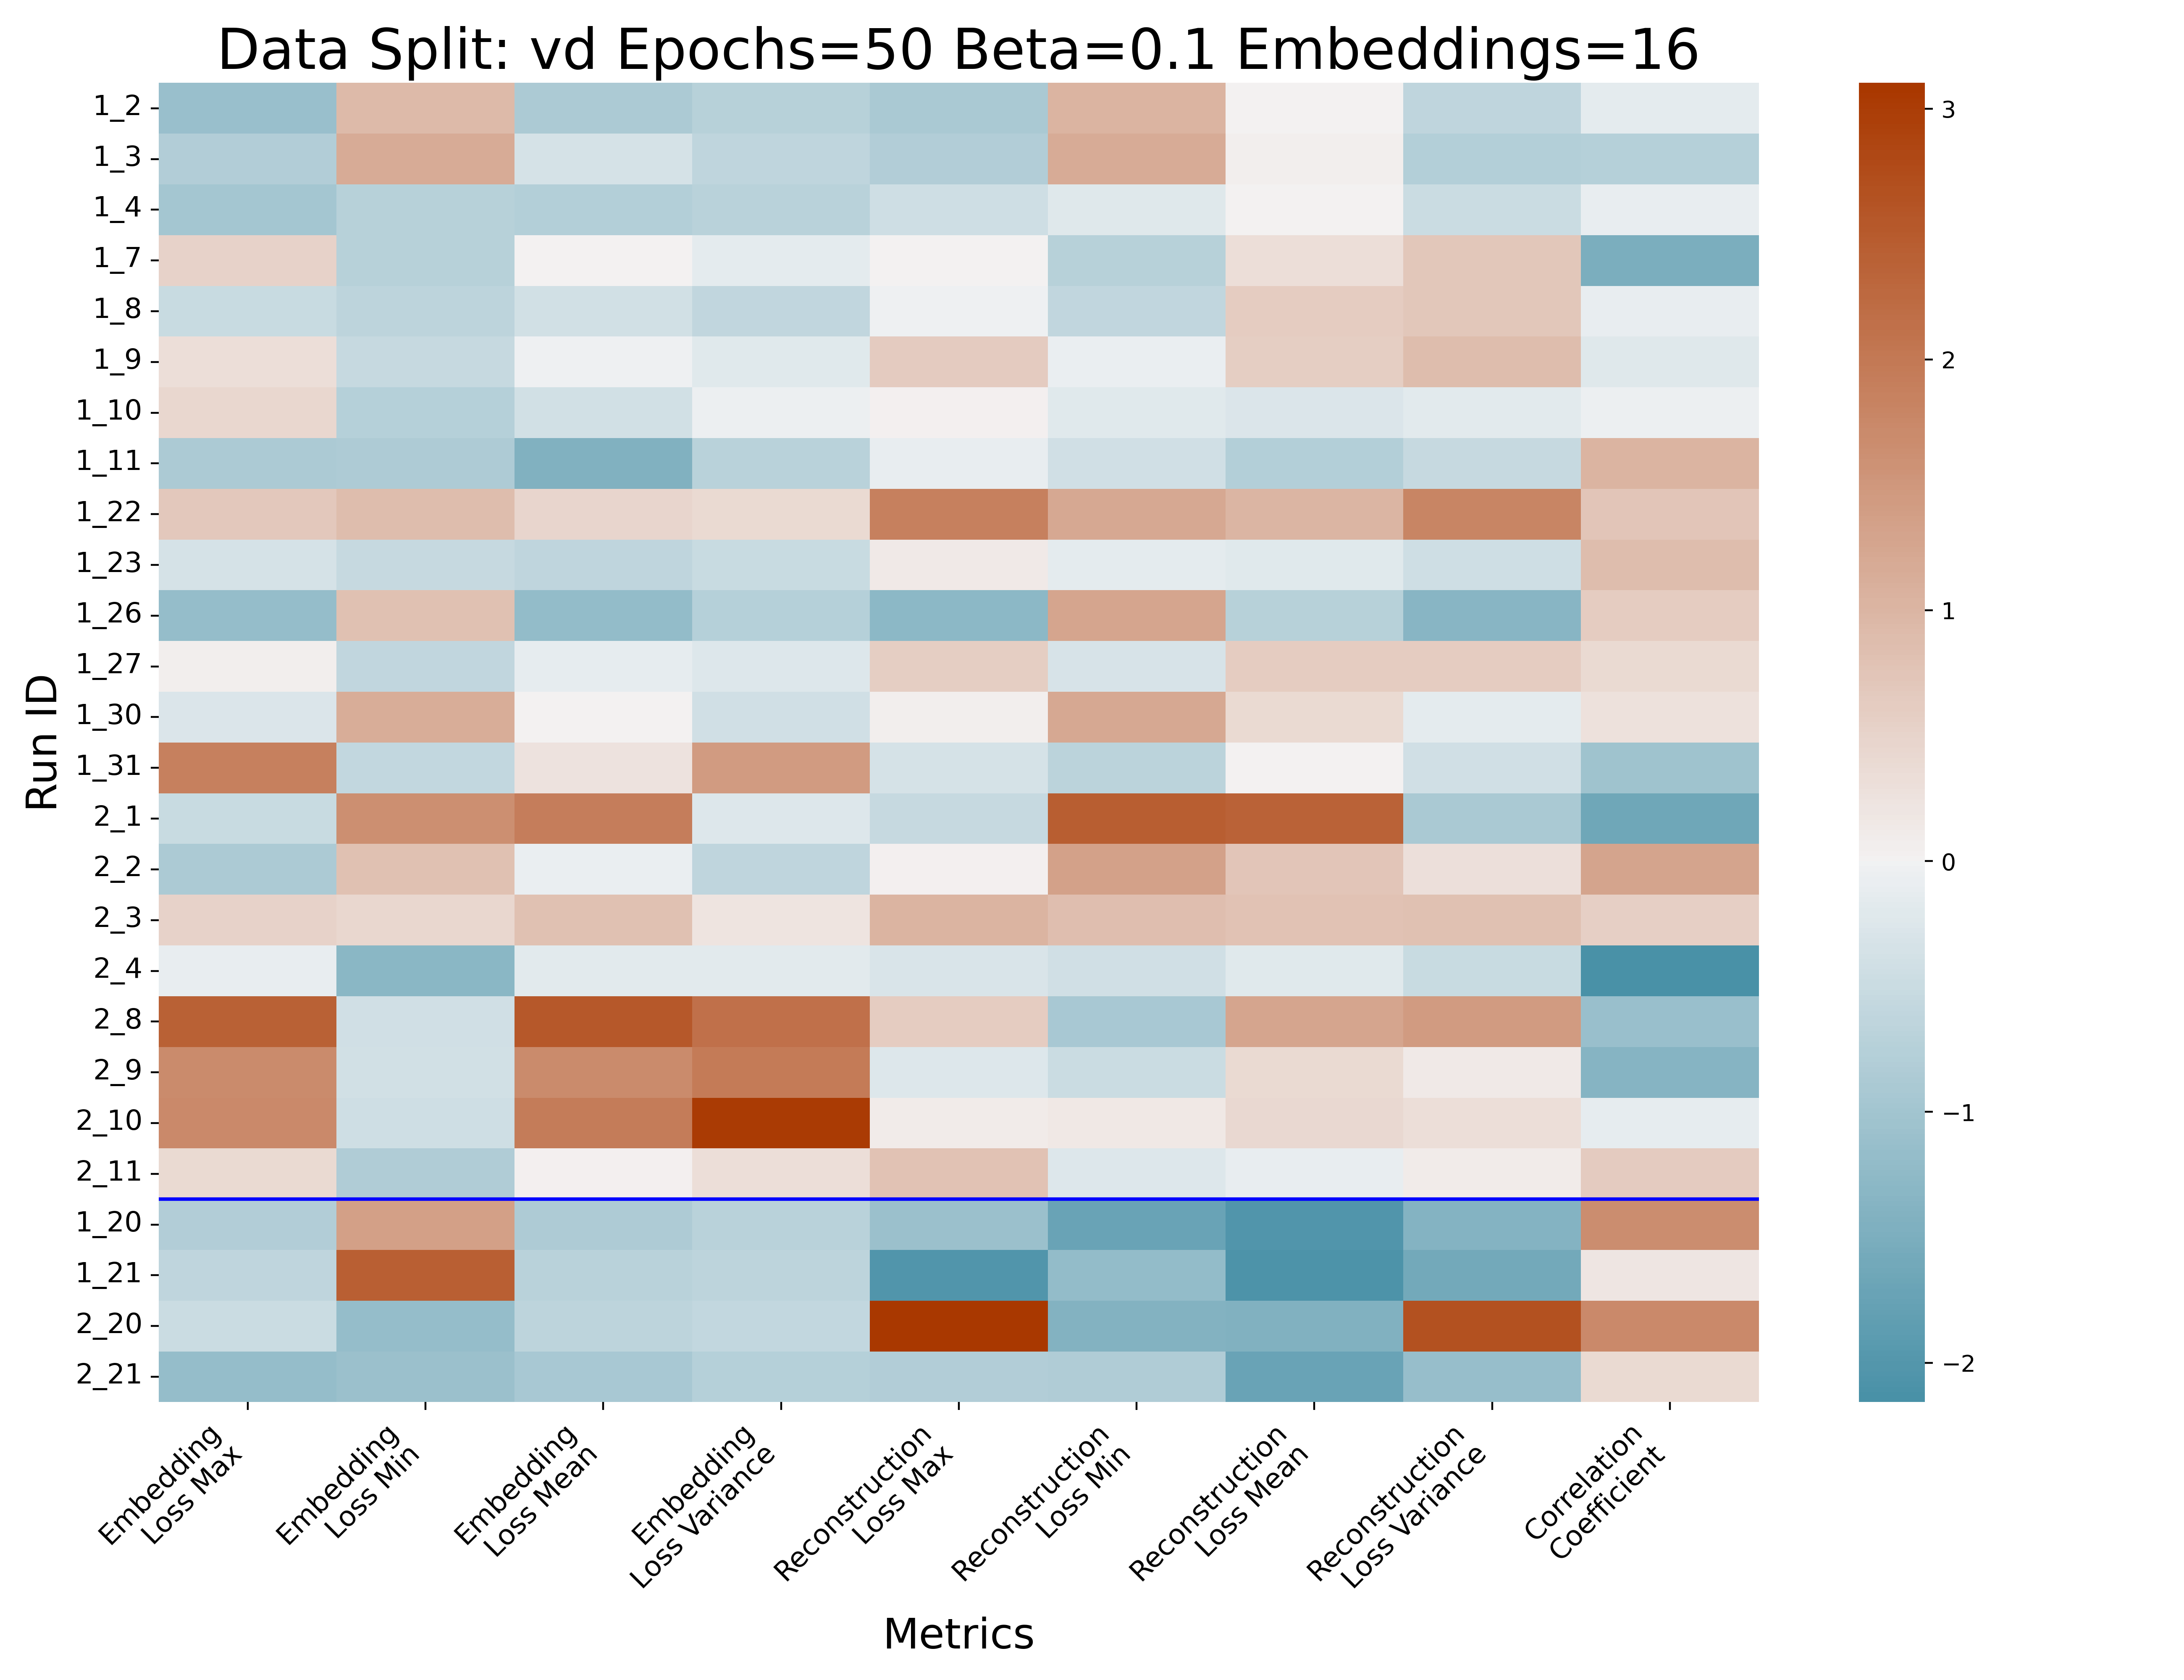 Data Split: vd Epochs=50 Beta=0.1 Embeddings=16
Run ID
1_2
1_3
1_4
1_7
1_8
1_9
1_10
1_11
1_22
1_23
1_26
1_27
1_30
1_31
2_1
2_2
2_3
2_4
2_8
2_9
2_10
2_11
1_20
1_21
2_20
2_21
Embedding
Loss Max
Embedding
Loss Min
Embedding
Loss Mean
Embedding
Loss Variance
Reconstruction
Loss Max
Reconstruction
Loss Min
Reconstruction
Loss Mean
Reconstruction
Loss Variance
Correlation
Coefficient
Metrics
3
2
1
0
−1
−2